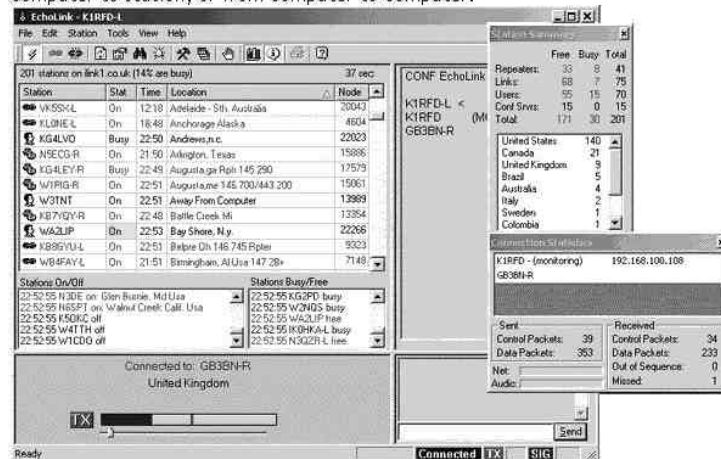 computer to station, or from computer to computer.
EchoLink - K1RFD-L
File Edit Station Tools View Help
201 stations on link1.co.uk (14% are busy) 37 sec
Station Stat Time Location Node
VK5SX-L On 12:18 Adelaide - Sth. Australia 20043
KL0NE-L On 18:48 Anchorage Alaska 4604
KG4LVO Busy 22:50 Andrews,n.c. 22023
N5ECG-R On 21:50 Arlington, Texas 15886
KG4LEY-R Busy 22:49 Augusta,ga Rptr 145 290 17579
W1RIG-R On 22:51 Augusta,me 146.700/443.200 15061
W3TNT On 22:51 Away From Computer 13989
KB7YQY-R On 22:48 Battle Creek Mi 13354
WA2LIP On 22:53 Bay Shore, N.y. 22266
KB8GYU-L On 22:51 Belpre Oh 146.745 Rpter 9323
WB4FAY-L On 21:51 Birmingham, Al Usa 147.28+ 7148
Stations On/Off
22:52:55 N3DE on: Glen Burnie, Md Usa
22:52:55 N6SPT on: Walnut Creek Calif. Usa
22:52:55 K5OKC off
22:52:55 W4TTH off
22:52:55 W1CDO off
Stations Busy/Free
22:52:55 KG2PD busy
22:52:55 W2NQS busy
22:52:55 WA2LIP free
22:52:55 IK0HKA-L busy
22:52:55 N3QZR-L free
Connected to: GB3BN-R
United Kingdom
TX
CONF EchoLink
K1RFD-L <
K1RFD
GB3BN-R
Send
Ready Connected TX SIG
Station Summary
Free Busy Total
Repeaters: 33 8 41
Links: 68 7 75
Users: 55 15 70
Conf Srvrs: 15 0 15
Total: 171 30 201
United States 140
Canada 21
United Kingdom 9
Brazil 5
Australia 4
Italy 2
Sweden 1
Colombia 1
Connection Statistics
K1RFD - (monitoring) 192.168.100.108
GB3BN-R
Sent
Control Packets: 39
Data Packets: 353
Received
Control Packets: 34
Data Packets: 233
Out of Sequence: 0
Missed: 1
Net:
Audio: